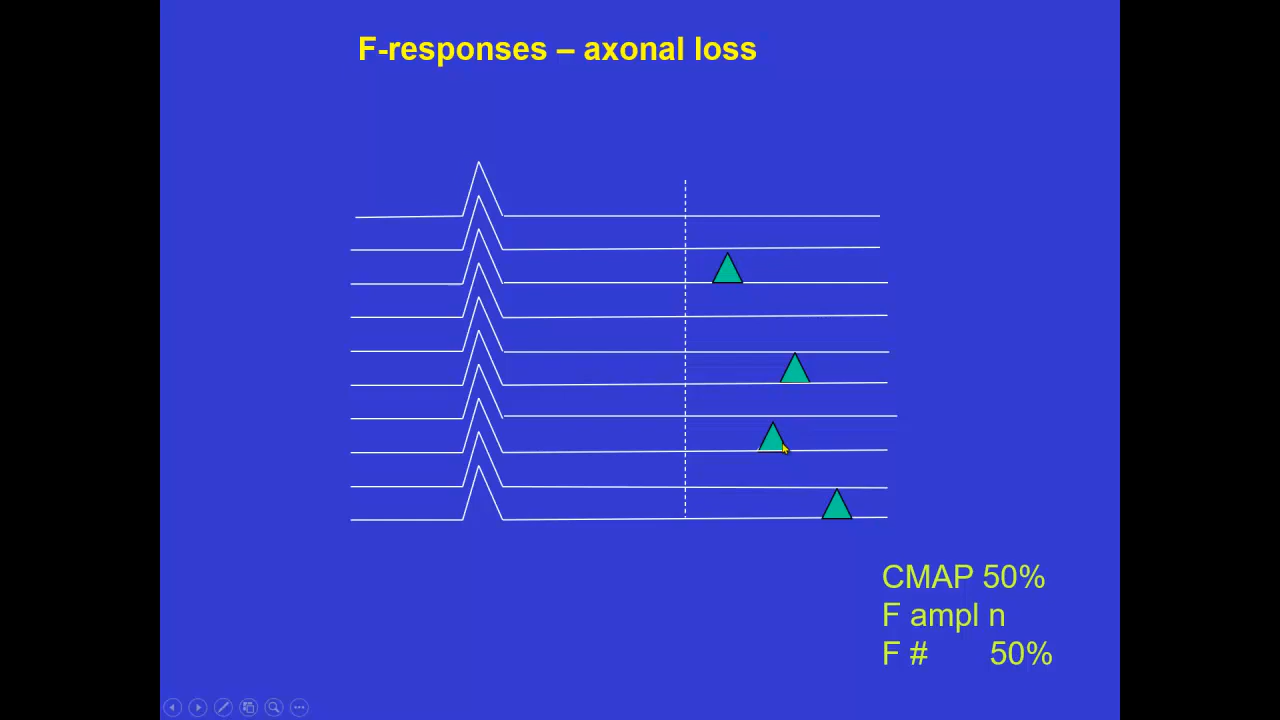 F-responses – axonal loss
CMAP 50%
F ampl n
F # 50%